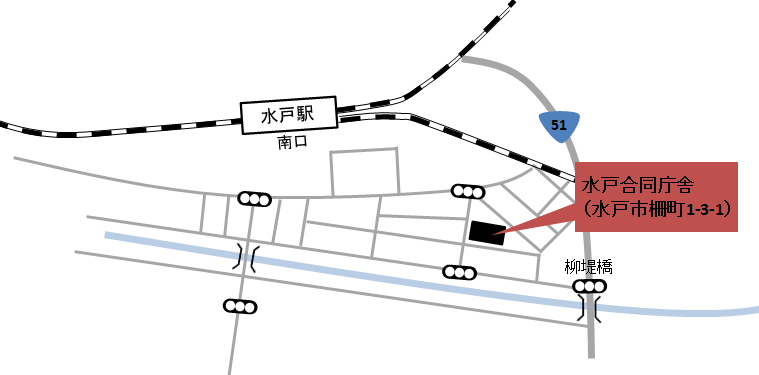 水戸駅
南口
51
水戸合同庁舎
（水戸市柵町1-3-1）
柳堤橋